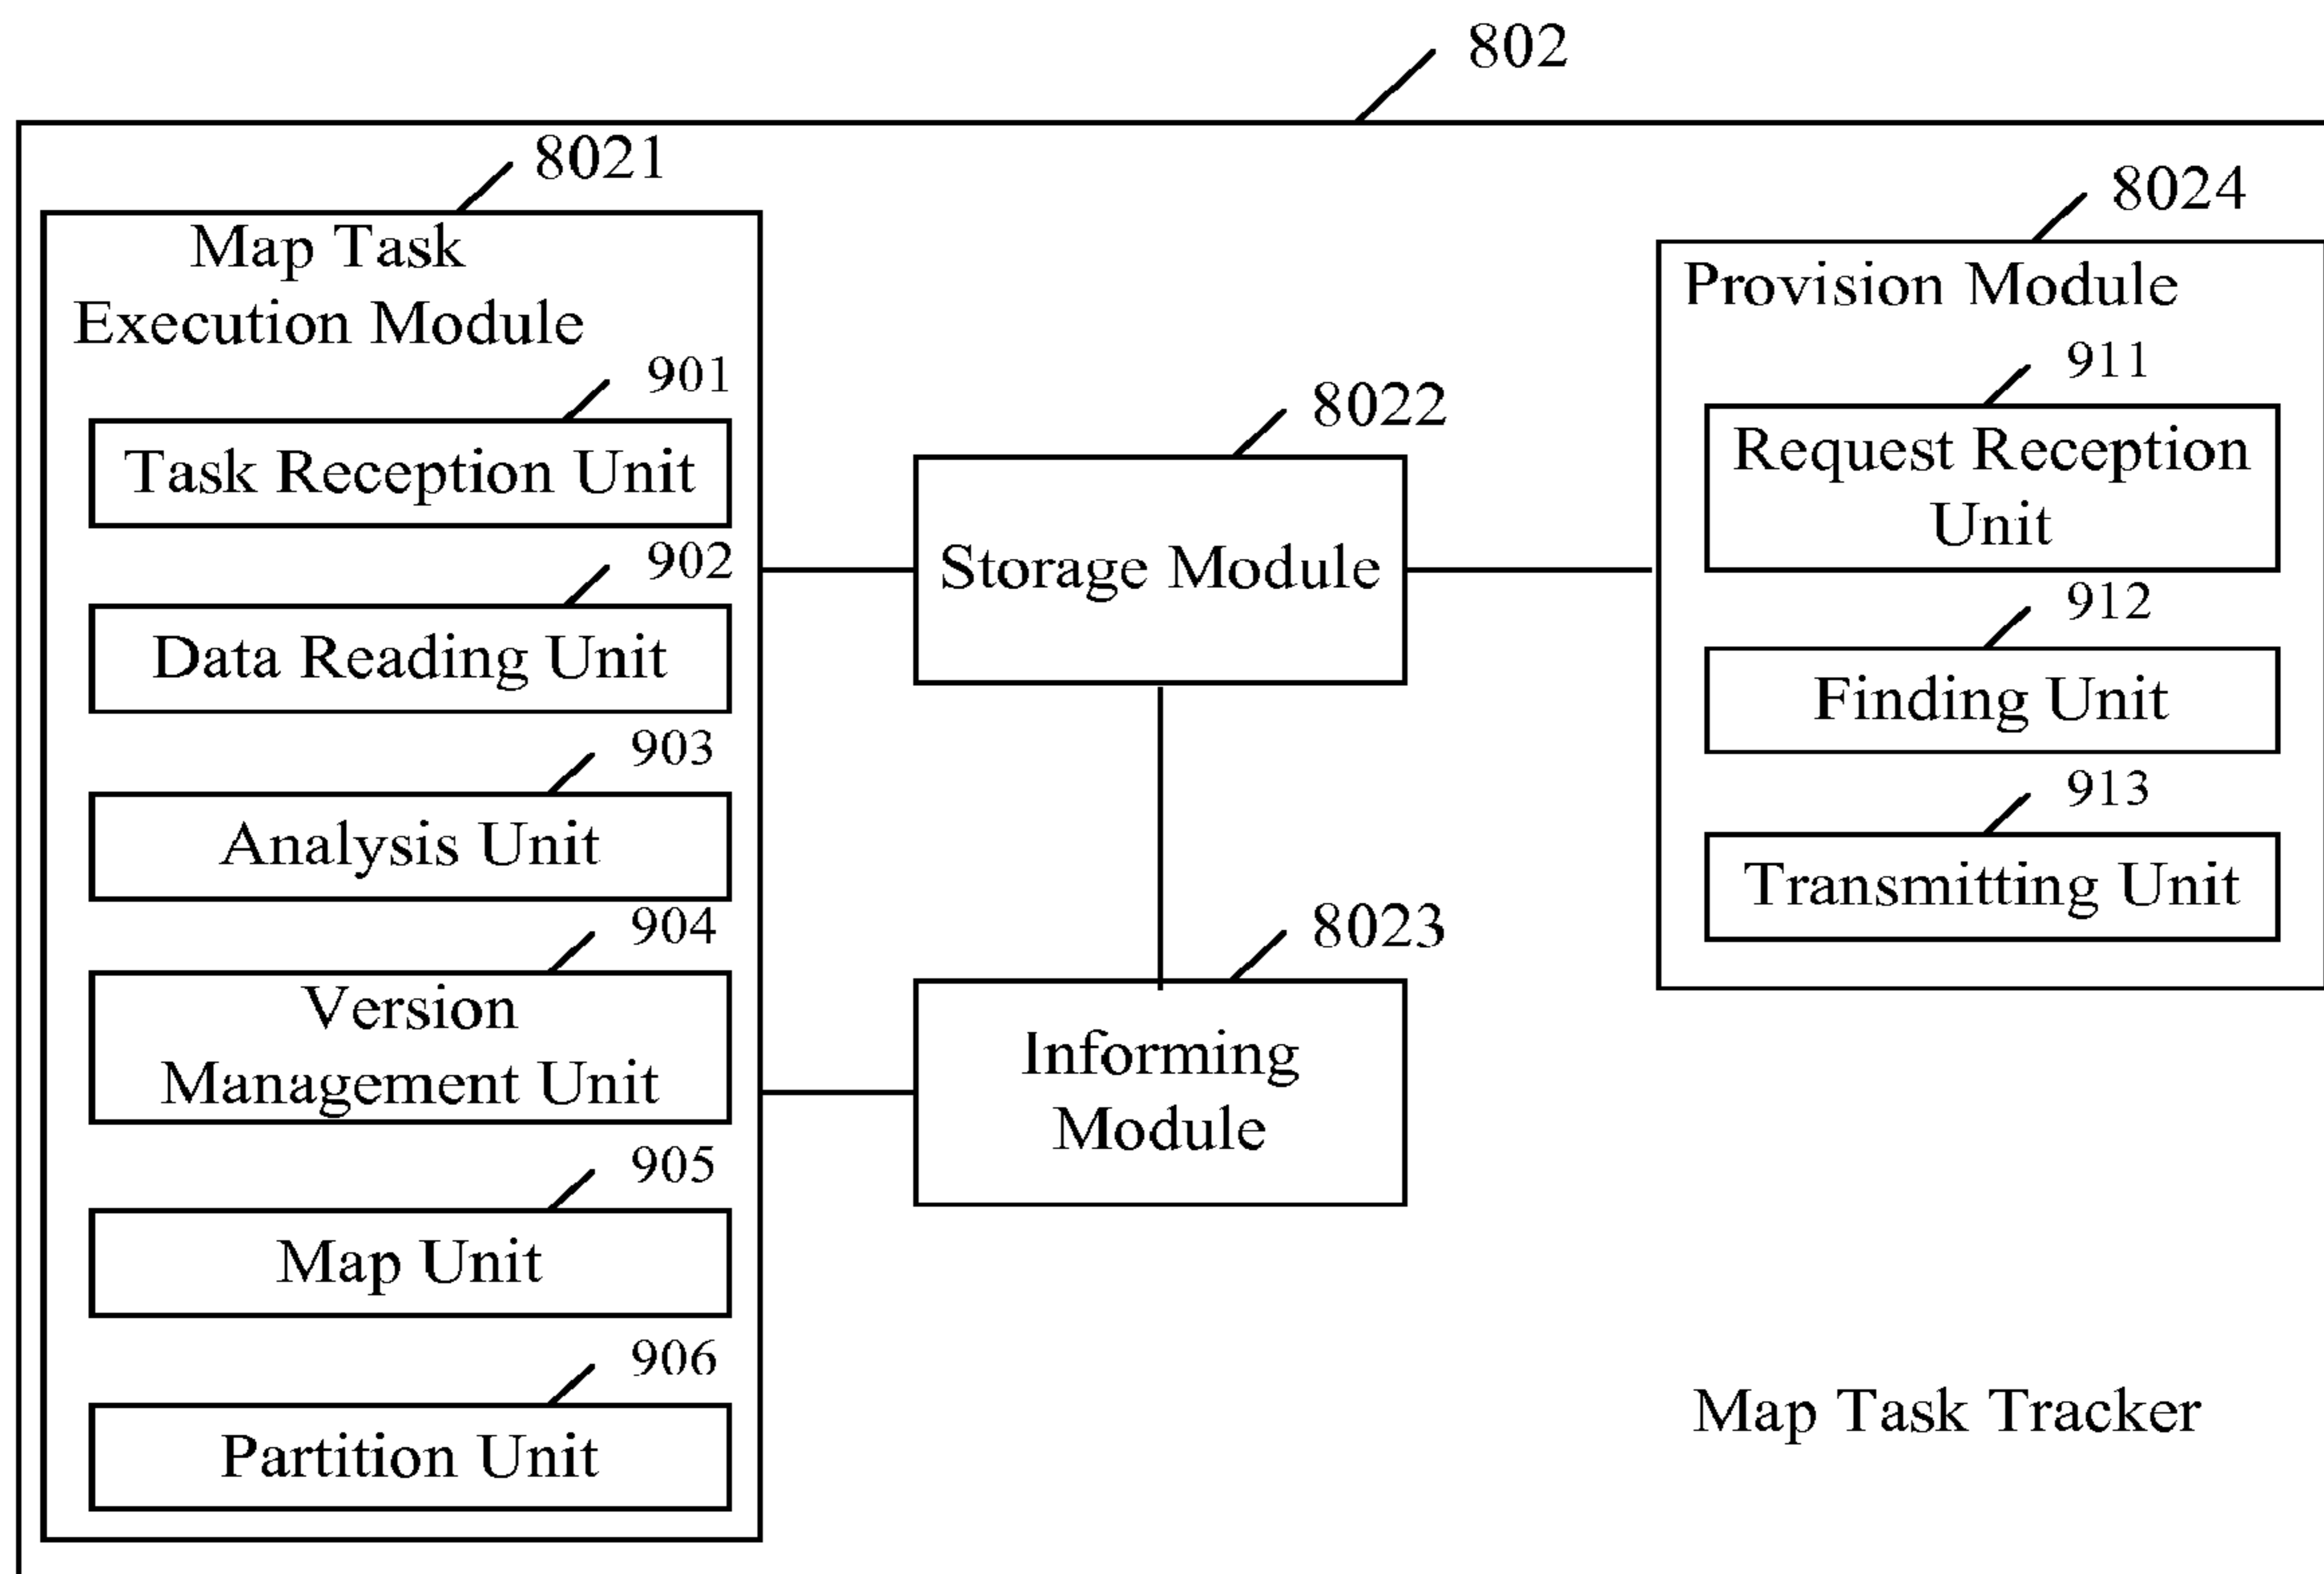 802
8021
Map Task
Execution Module
901
Task Reception Unit
902
Data Reading Unit
903
Analysis Unit
904
Version
Management Unit
905
Map Unit
906
Partition Unit
8022
Storage Module
8023
Informing
Module
8024
Provision Module
911
Request Reception
Unit
912
Finding Unit
913
Transmitting Unit
Map Task Tracker